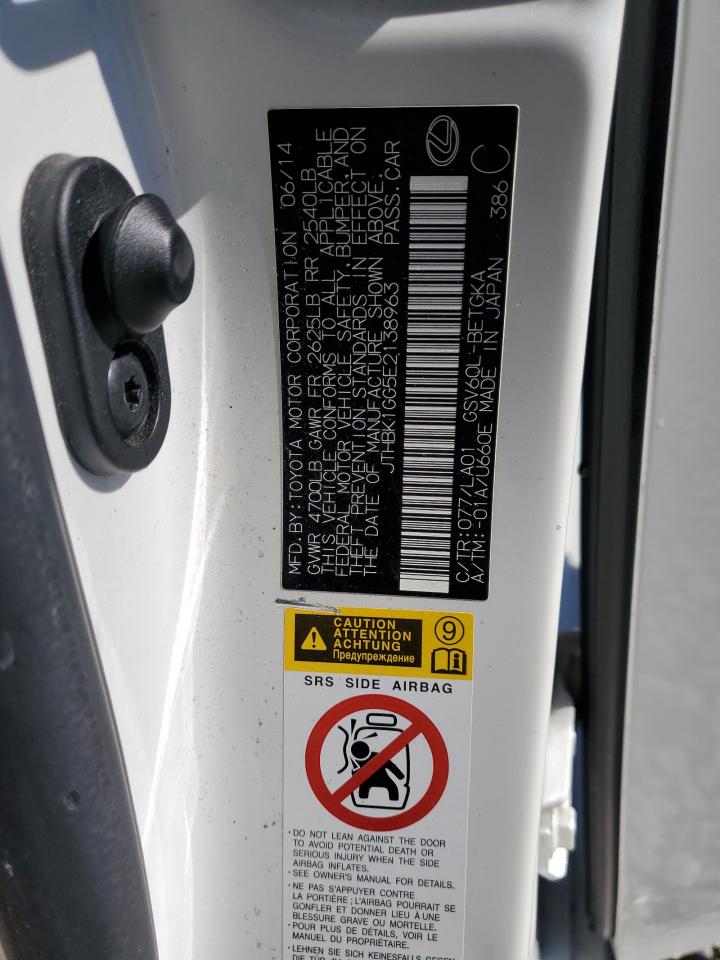 MFD. BY: TOYOTA MOTOR CORPORATION 06/14
GVWR 4700LB GAWR FR 2625LB RR 2540LB
THIS VEHICLE CONFORMS TO ALL APPLICABLE
FEDERAL MOTOR VEHICLE SAFETY, BUMPER, AND
THEFT PREVENTION STANDARDS IN EFFECT ON
THE DATE OF MANUFACTURE SHOWN ABOVE.
JTHBK1GG5E2138963 PASS. CAR
C/TR: 077/LA01 GSV60L-BETGKA 386 C
A/TM: -01A/U660E MADE IN JAPAN
CAUTION
ATTENTION
ACHTUNG
Предупреждение
9
SRS SIDE AIRBAG
· DO NOT LEAN AGAINST THE DOOR
TO AVOID POTENTIAL DEATH OR
SERIOUS INJURY WHEN THE SIDE
AIRBAG INFLATES.
· SEE OWNER'S MANUAL FOR DETAILS.
· NE PAS S'APPUYER CONTRE
LA PORTIÈRE ; L'AIRBAG POURRAIT SE
GONFLER ET DONNER LIEU À UNE
BLESSURE GRAVE OU MORTELLE.
· POUR PLUS DE DÉTAILS, VOIR LE
MANUEL DU PROPRIÉTAIRE.
· LEHNEN SIE SICH KEINESFALLS GEGEN
DIE TÜR